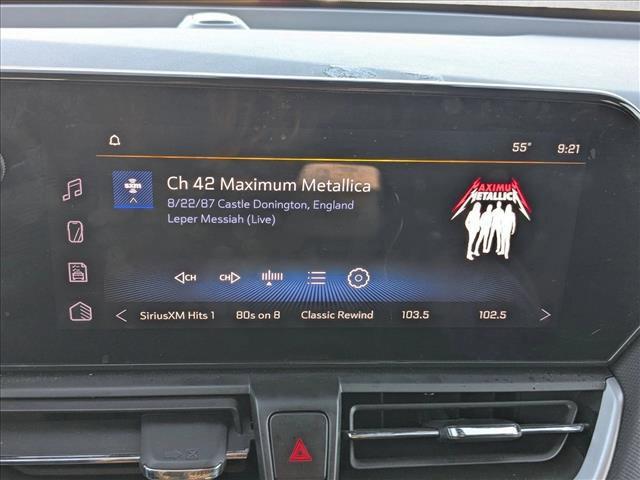 55° 9:21
sxm
Ch 42 Maximum Metallica
8/22/87 Castle Donington, England
Leper Messiah (Live)
MAXIMUM
METALLICA
CH CH
SiriusXM Hits 1 80s on 8 Classic Rewind 103.5 102.5